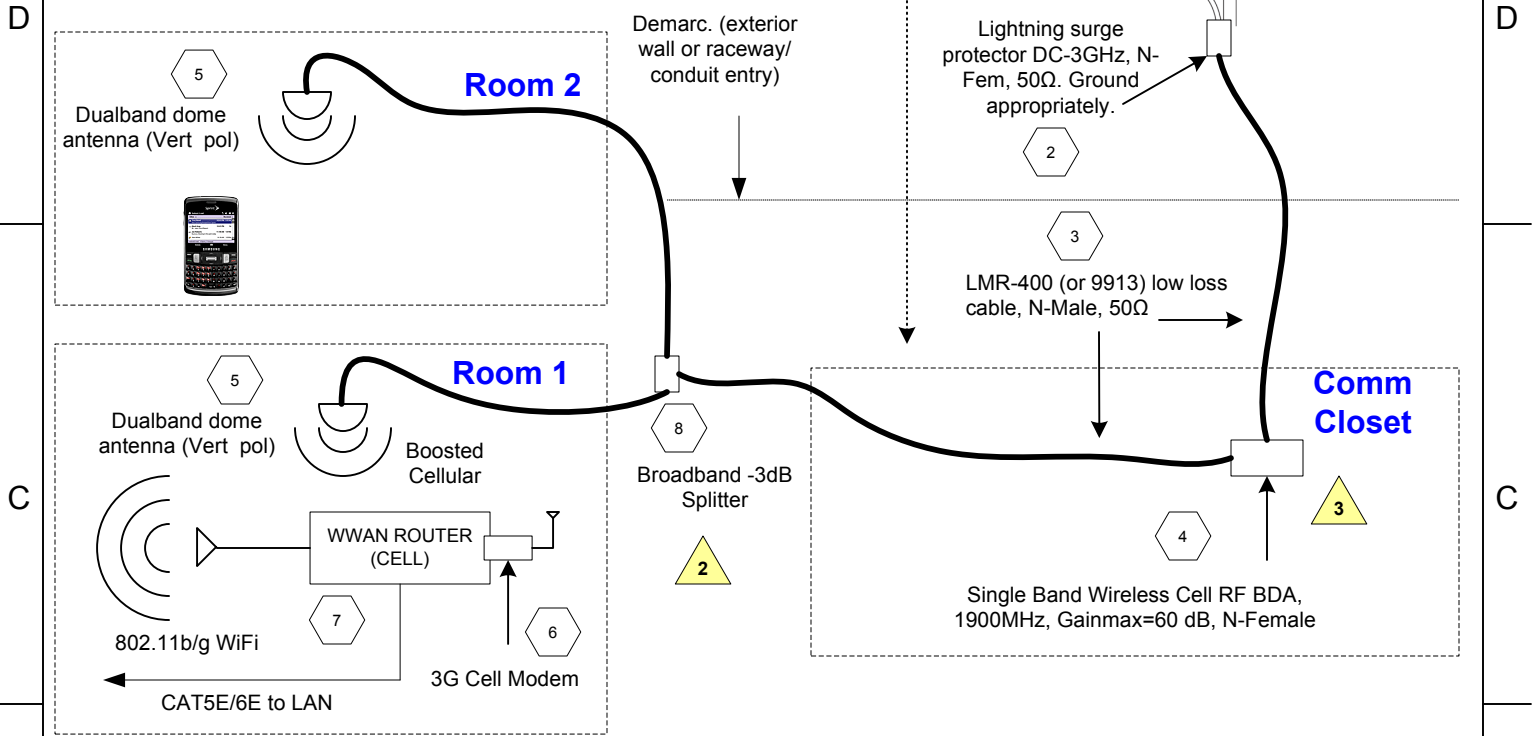 D
D
5
Dualband dome
antenna (Vert pol)
Room 2
Demarc. (exterior
wall or raceway/
conduit entry)
Lightning surge
protector DC-3GHz, N-
Fem, 50Ω. Ground
appropriately.
2
3
LMR-400 (or 9913) low loss
cable, N-Male, 50Ω
SAMSUNG
5
Dualband dome
antenna (Vert pol)
Room 1
Boosted
Cellular
8
Broadband -3dB
Splitter
2
Comm
Closet
3
4
Single Band Wireless Cell RF BDA,
1900MHz, Gainmax=60 dB, N-Female
C
C
WWAN ROUTER
(CELL)
7
6
802.11b/g WiFi
3G Cell Modem
CAT5E/6E to LAN